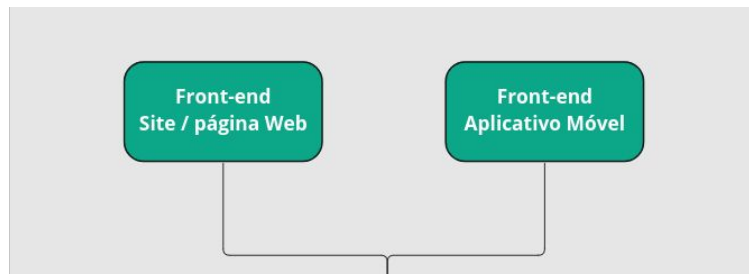 Front-end
Site / página Web
Front-end
Aplicativo Móvel